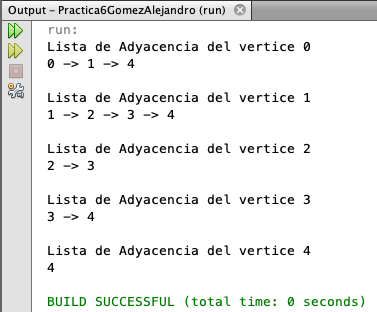 Output - Practica6GomezAlejandro (run)
run:
Lista de Adyacencia del vertice 0
0 -> 1 -> 4
Lista de Adyacencia del vertice 1
1 -> 2 -> 3 -> 4
Lista de Adyacencia del vertice 2
2 -> 3
Lista de Adyacencia del vertice 3
3 -> 4
Lista de Adyacencia del vertice 4
4
BUILD SUCCESSFUL (total time: 0 seconds)